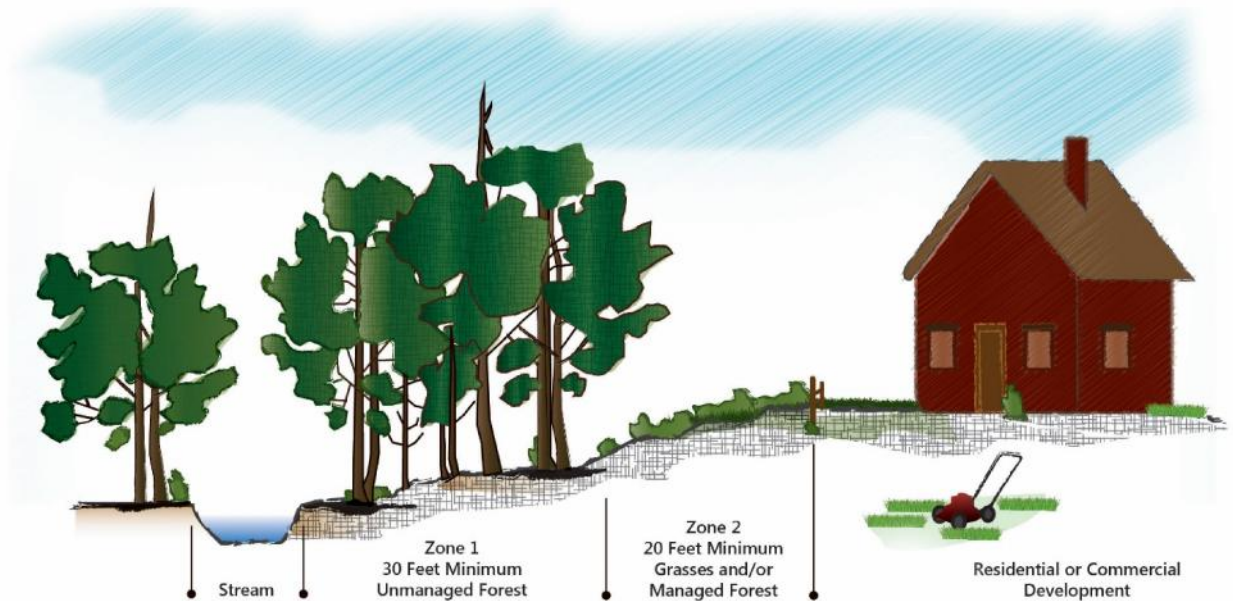 Stream
Zone 1
30 Feet Minimum
Unmanaged Forest
Zone 2
20 Feet Minimum
Grasses and/or
Managed Forest
Residential or Commercial
Development